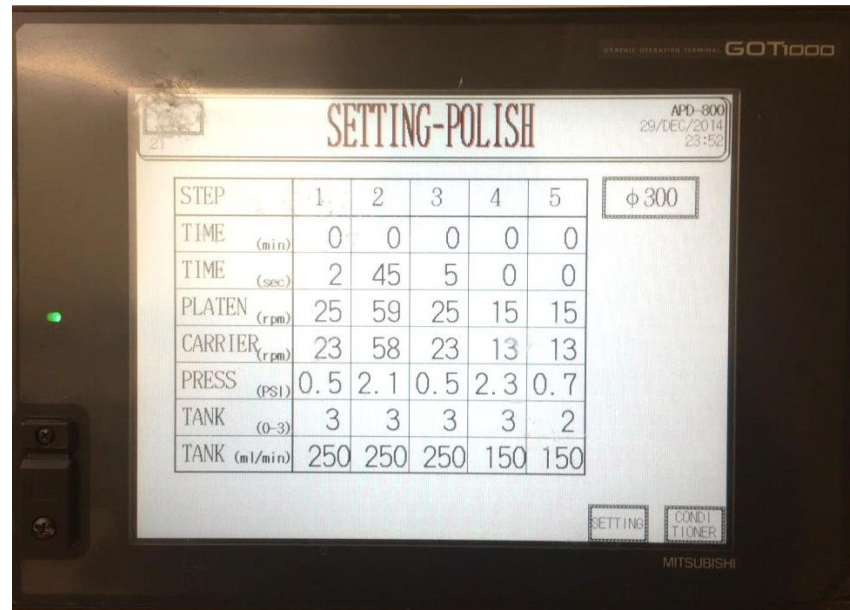 GRAPHIC OPERATION TERMINAL GOT1000
SETTING-POLISH
APD-800
29/DEC/2014
23:52
21
STEP 1 2 3 4 5
φ300
TIME (min) 0 0 0 0 0
TIME (sec) 2 45 5 0 0
PLATEN (rpm) 25 59 25 15 15
CARRIER (rpm) 23 58 23 13 13
PRESS (PSI) 0.5 2.1 0.5 2.3 0.7
TANK (0-3) 3 3 3 3 2
TANK (ml/min) 250 250 250 150 150
SETTING
CONDI
TIONER
MITSUBISHI